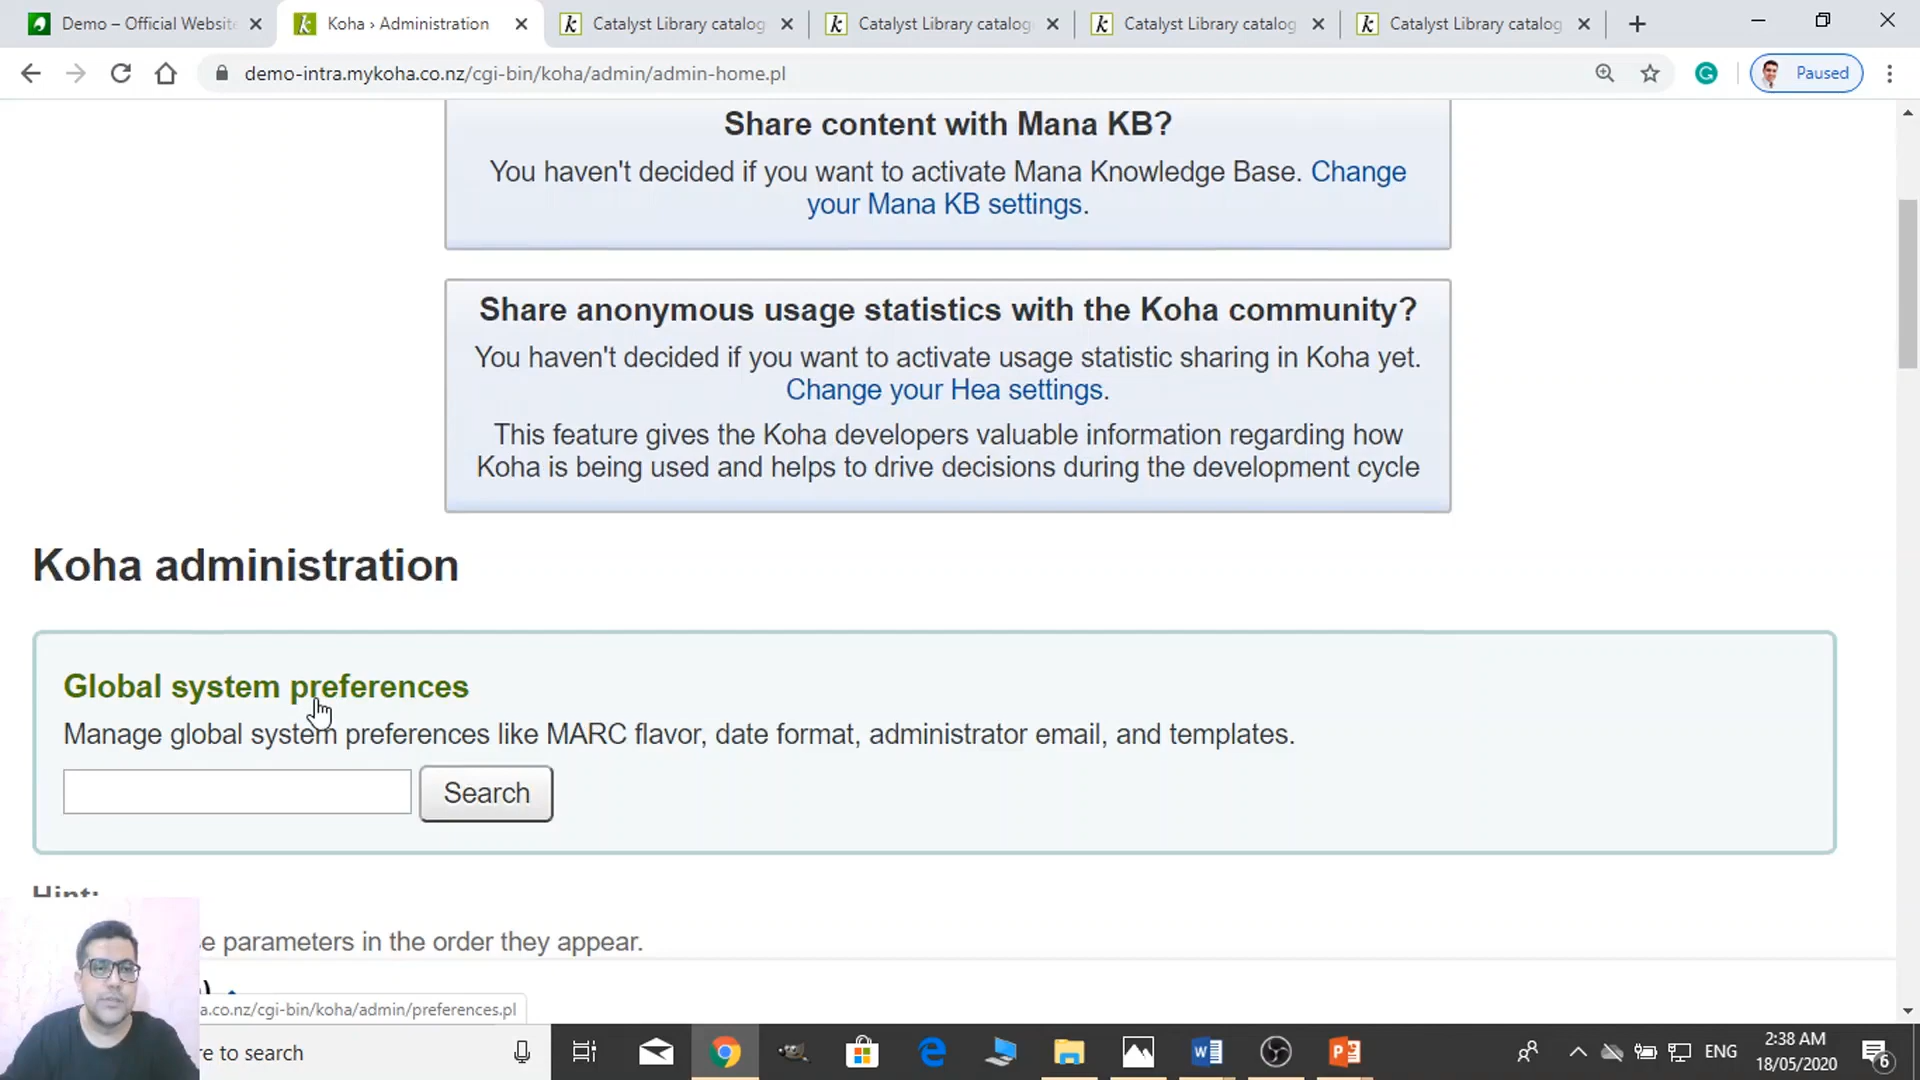 Demo – Official Website
Koha › Administration
Catalyst Library catalog
Catalyst Library catalog
Catalyst Library catalog
Catalyst Library catalog
demo-intra.mykoha.co.nz/cgi-bin/koha/admin/admin-home.pl
Paused
Share content with Mana KB?
You haven't decided if you want to activate Mana Knowledge Base. Change
your Mana KB settings.
Share anonymous usage statistics with the Koha community?
You haven't decided if you want to activate usage statistic sharing in Koha yet.
Change your Hea settings.
This feature gives the Koha developers valuable information regarding how
Koha is being used and helps to drive decisions during the development cycle
Koha administration
Global system preferences
Manage global system preferences like MARC flavor, date format, administrator email, and templates.
Search
Hint:
e parameters in the order they appear.
a.co.nz/cgi-bin/koha/admin/preferences.pl
re to search
ENG
2:38 AM
18/05/2020
6